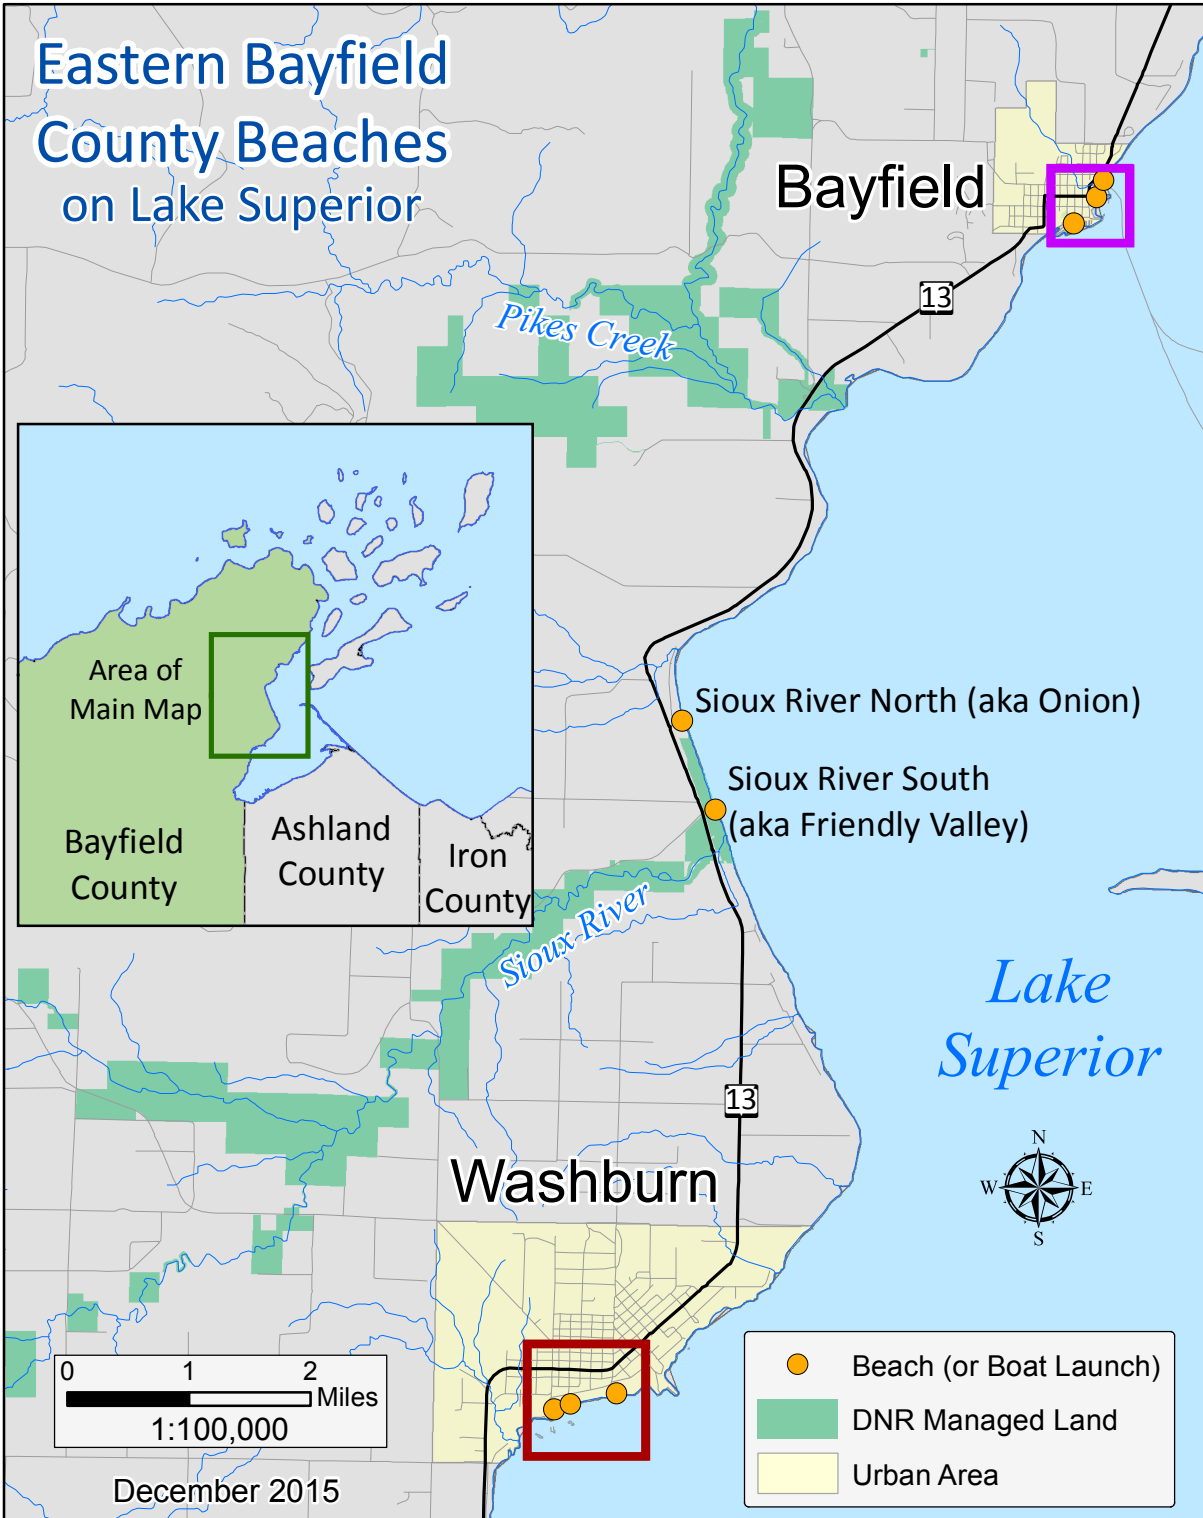 Eastern Bayfield
County Beaches
on Lake Superior
Bayfield
13
Pikes Creek
Area of
Main Map
Sioux River North (aka Onion)
Sioux River South
(aka Friendly Valley)
Bayfield
County
Ashland
County
Iron
County
Sioux River
Lake
Superior
13
N
W
E
S
Washburn
0 1 2
Miles
1:100,000
December 2015
Beach (or Boat Launch)
DNR Managed Land
Urban Area